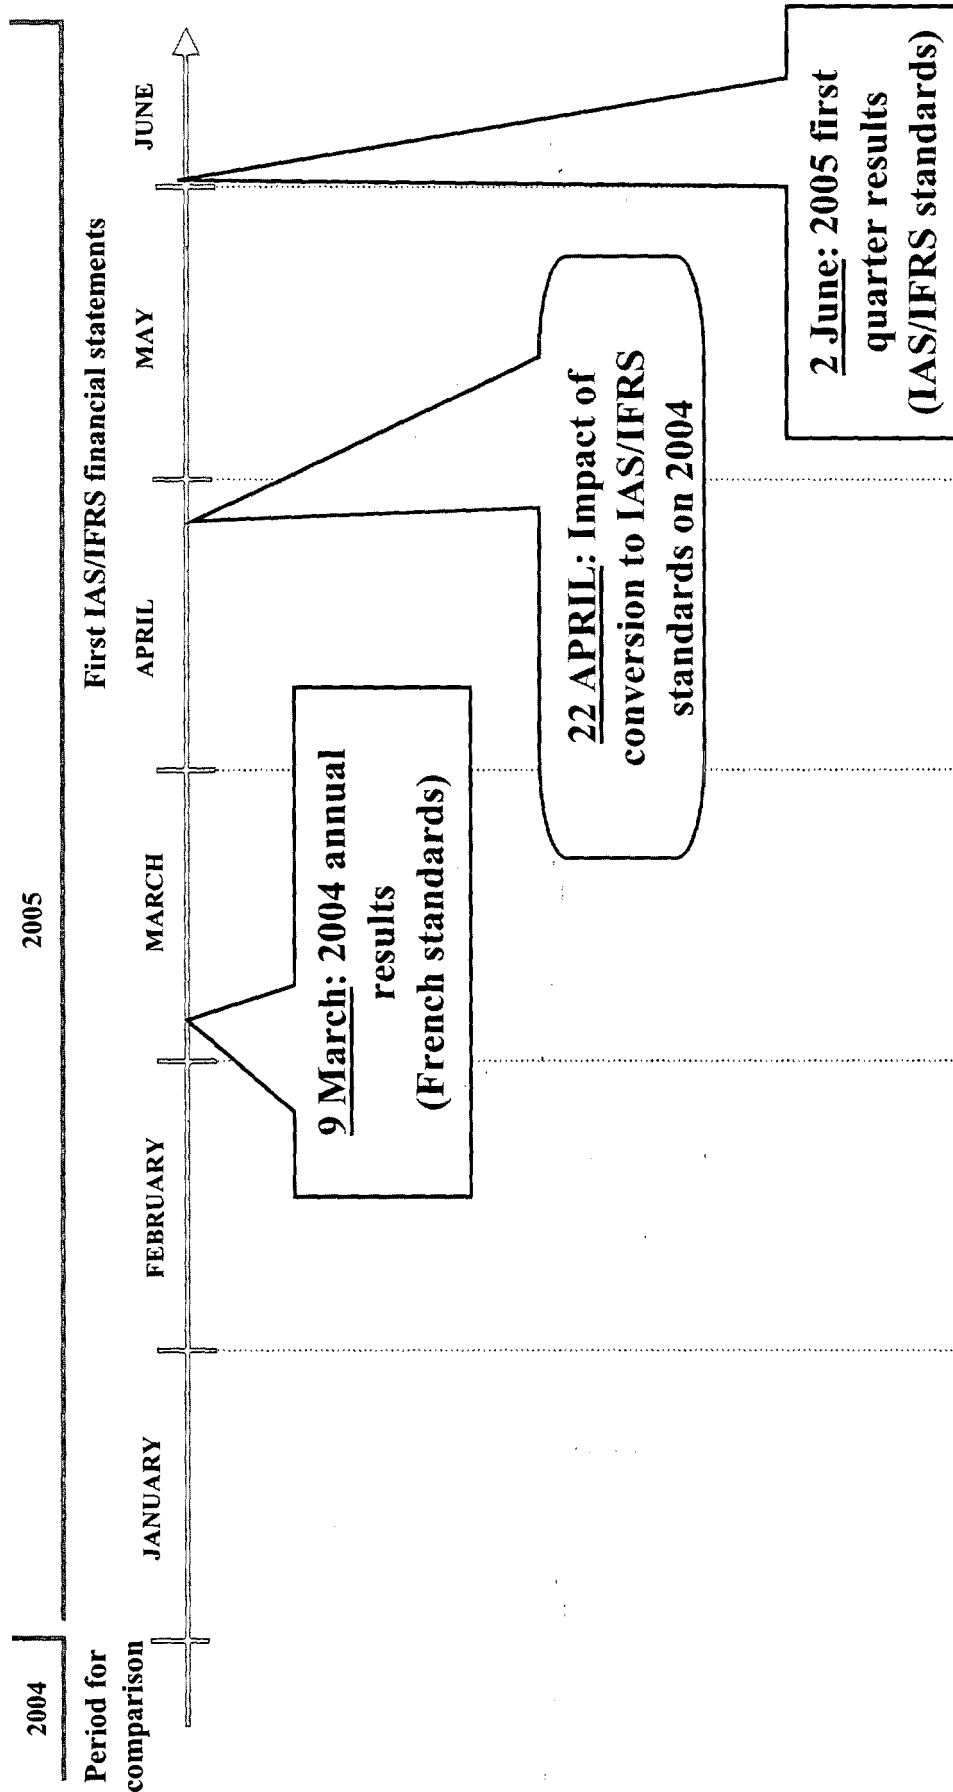 2004
2005
Period for
comparison
First IAS/IFRS financial statements
JANUARY
FEBRUARY
MARCH
APRIL
MAY
JUNE
9 March: 2004 annual
results
(French standards)
22 APRIL: Impact of
conversion to IAS/IFRS
standards on 2004
2 June: 2005 first
quarter results
(IAS/IFRS standards)